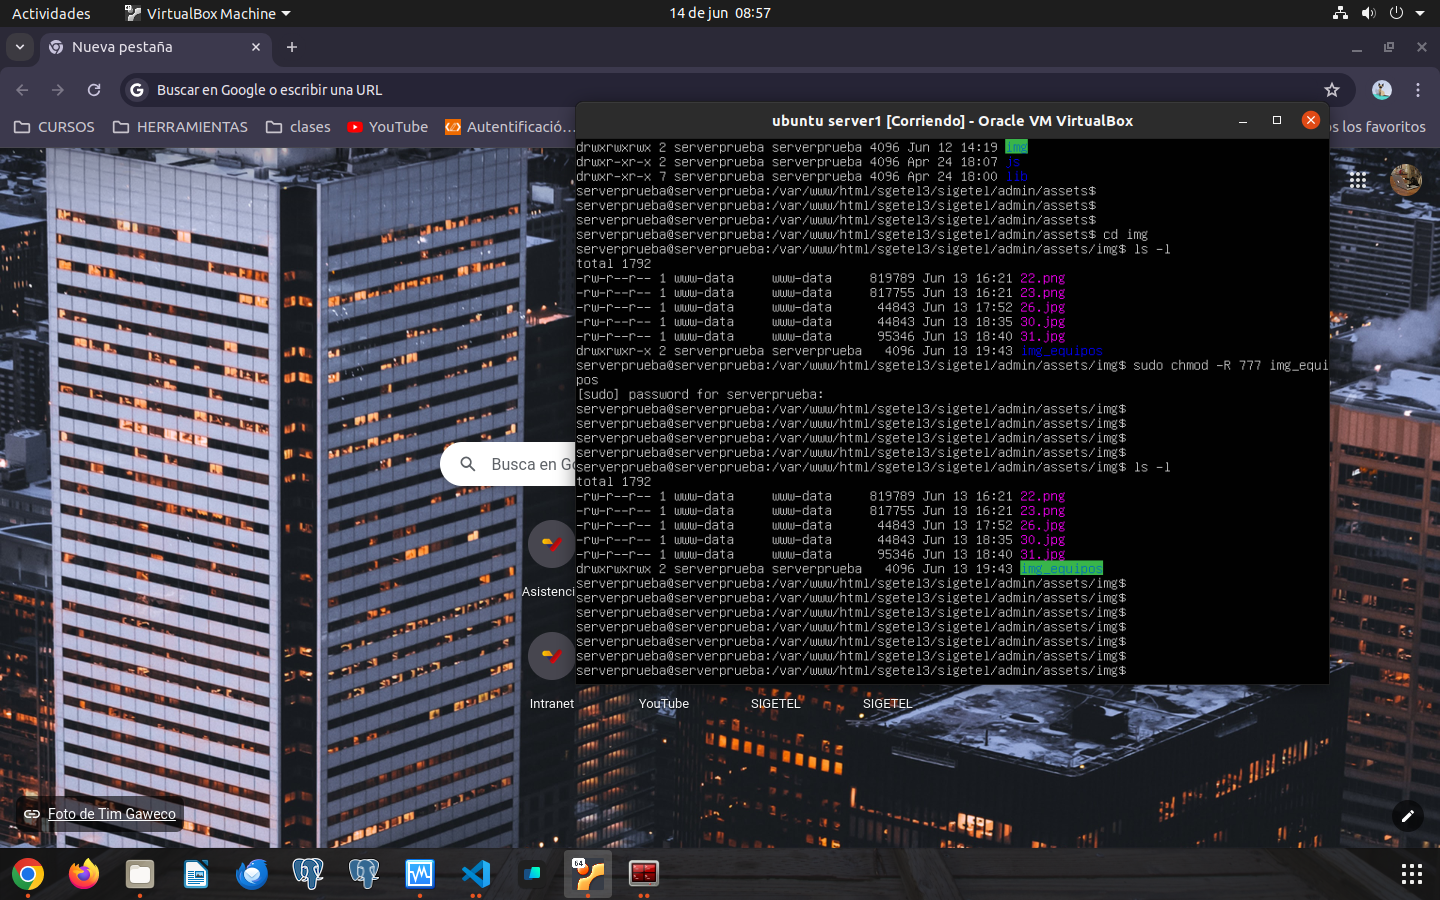 Actividades
VirtualBox Machine
14 de jun 08:57
Nueva pestaña
Buscar en Google o escribir una URL
CURSOS
HERRAMIENTAS
clases
YouTube
Autentificació…
os los favoritos
ubuntu server1 [Corriendo] - Oracle VM VirtualBox
drwxrwxrwx 2 serverprueba serverprueba 4096 Jun 12 14:19 img
drwxr-xr-x 2 serverprueba serverprueba 4096 Apr 24 18:07 js
drwxr-xr-x 7 serverprueba serverprueba 4096 Apr 24 18:00 lib
serverprueba@serverprueba:/var/www/html/sgetel3/sigetel/admin/assets$
serverprueba@serverprueba:/var/www/html/sgetel3/sigetel/admin/assets$
serverprueba@serverprueba:/var/www/html/sgetel3/sigetel/admin/assets$
serverprueba@serverprueba:/var/www/html/sgetel3/sigetel/admin/assets$ cd img
serverprueba@serverprueba:/var/www/html/sgetel3/sigetel/admin/assets/img$ ls -l
total 1792
-rw-r--r-- 1 www-data     www-data     819789 Jun 13 16:21 22.png
-rw-r--r-- 1 www-data     www-data     817755 Jun 13 16:21 23.png
-rw-r--r-- 1 www-data     www-data      44843 Jun 13 17:52 26.jpg
-rw-r--r-- 1 www-data     www-data      44843 Jun 13 18:35 30.jpg
-rw-r--r-- 1 www-data     www-data      95346 Jun 13 18:40 31.jpg
drwxrwxr-x 2 serverprueba serverprueba   4096 Jun 13 19:43 img_equipos
serverprueba@serverprueba:/var/www/html/sgetel3/sigetel/admin/assets/img$ sudo chmod -R 777 img_equi
pos
[sudo] password for serverprueba:
serverprueba@serverprueba:/var/www/html/sgetel3/sigetel/admin/assets/img$
serverprueba@serverprueba:/var/www/html/sgetel3/sigetel/admin/assets/img$
serverprueba@serverprueba:/var/www/html/sgetel3/sigetel/admin/assets/img$
serverprueba@serverprueba:/var/www/html/sgetel3/sigetel/admin/assets/img$
serverprueba@serverprueba:/var/www/html/sgetel3/sigetel/admin/assets/img$ ls -l
total 1792
-rw-r--r-- 1 www-data     www-data     819789 Jun 13 16:21 22.png
-rw-r--r-- 1 www-data     www-data     817755 Jun 13 16:21 23.png
-rw-r--r-- 1 www-data     www-data      44843 Jun 13 17:52 26.jpg
-rw-r--r-- 1 www-data     www-data      44843 Jun 13 18:35 30.jpg
-rw-r--r-- 1 www-data     www-data      95346 Jun 13 18:40 31.jpg
drwxrwxrwx 2 serverprueba serverprueba   4096 Jun 13 19:43 img_equipos
serverprueba@serverprueba:/var/www/html/sgetel3/sigetel/admin/assets/img$
serverprueba@serverprueba:/var/www/html/sgetel3/sigetel/admin/assets/img$
serverprueba@serverprueba:/var/www/html/sgetel3/sigetel/admin/assets/img$
serverprueba@serverprueba:/var/www/html/sgetel3/sigetel/admin/assets/img$
serverprueba@serverprueba:/var/www/html/sgetel3/sigetel/admin/assets/img$
serverprueba@serverprueba:/var/www/html/sgetel3/sigetel/admin/assets/img$
serverprueba@serverprueba:/var/www/html/sgetel3/sigetel/admin/assets/img$
Busca en Go
Asistenci
Intranet
YouTube
SIGETEL
SIGETEL
Foto de Tim Gaweco
64